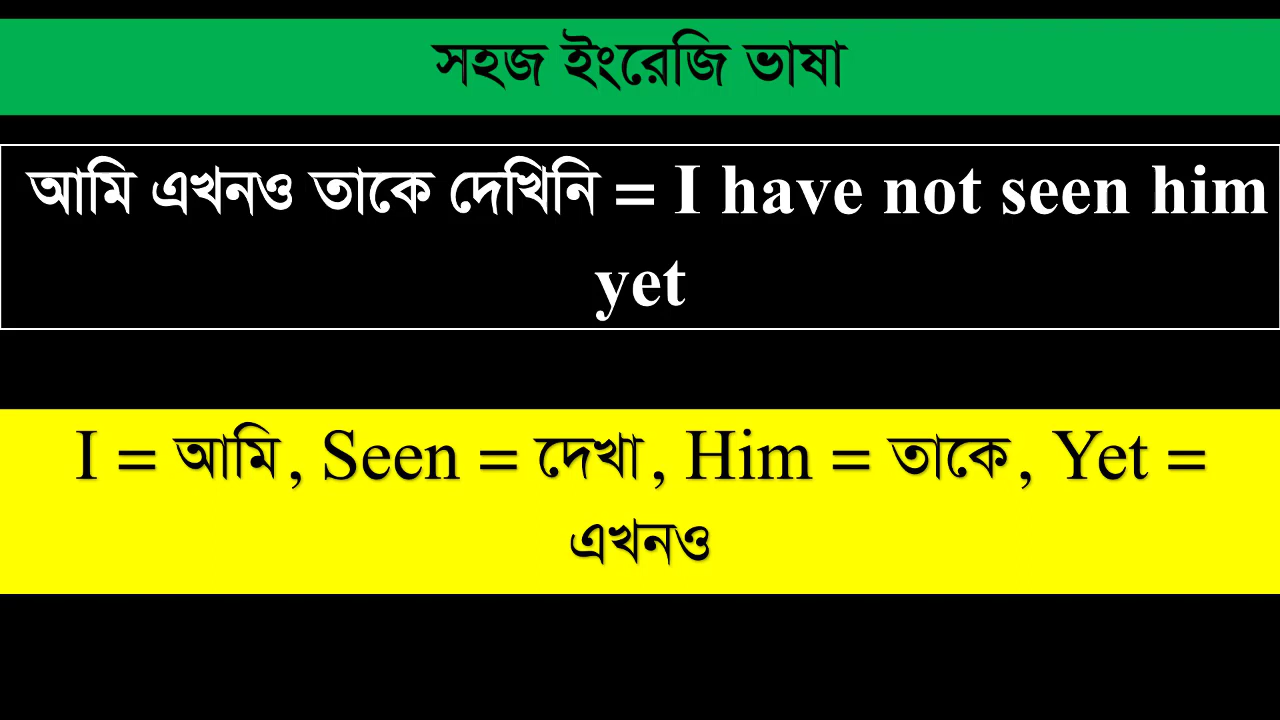 সহজ ইংরেজি ভাষা
আমি এখনও তাকে দেখিনি = I have not seen him
yet
I = আমি, Seen = দেখা, Him = তাকে, Yet =
এখনও